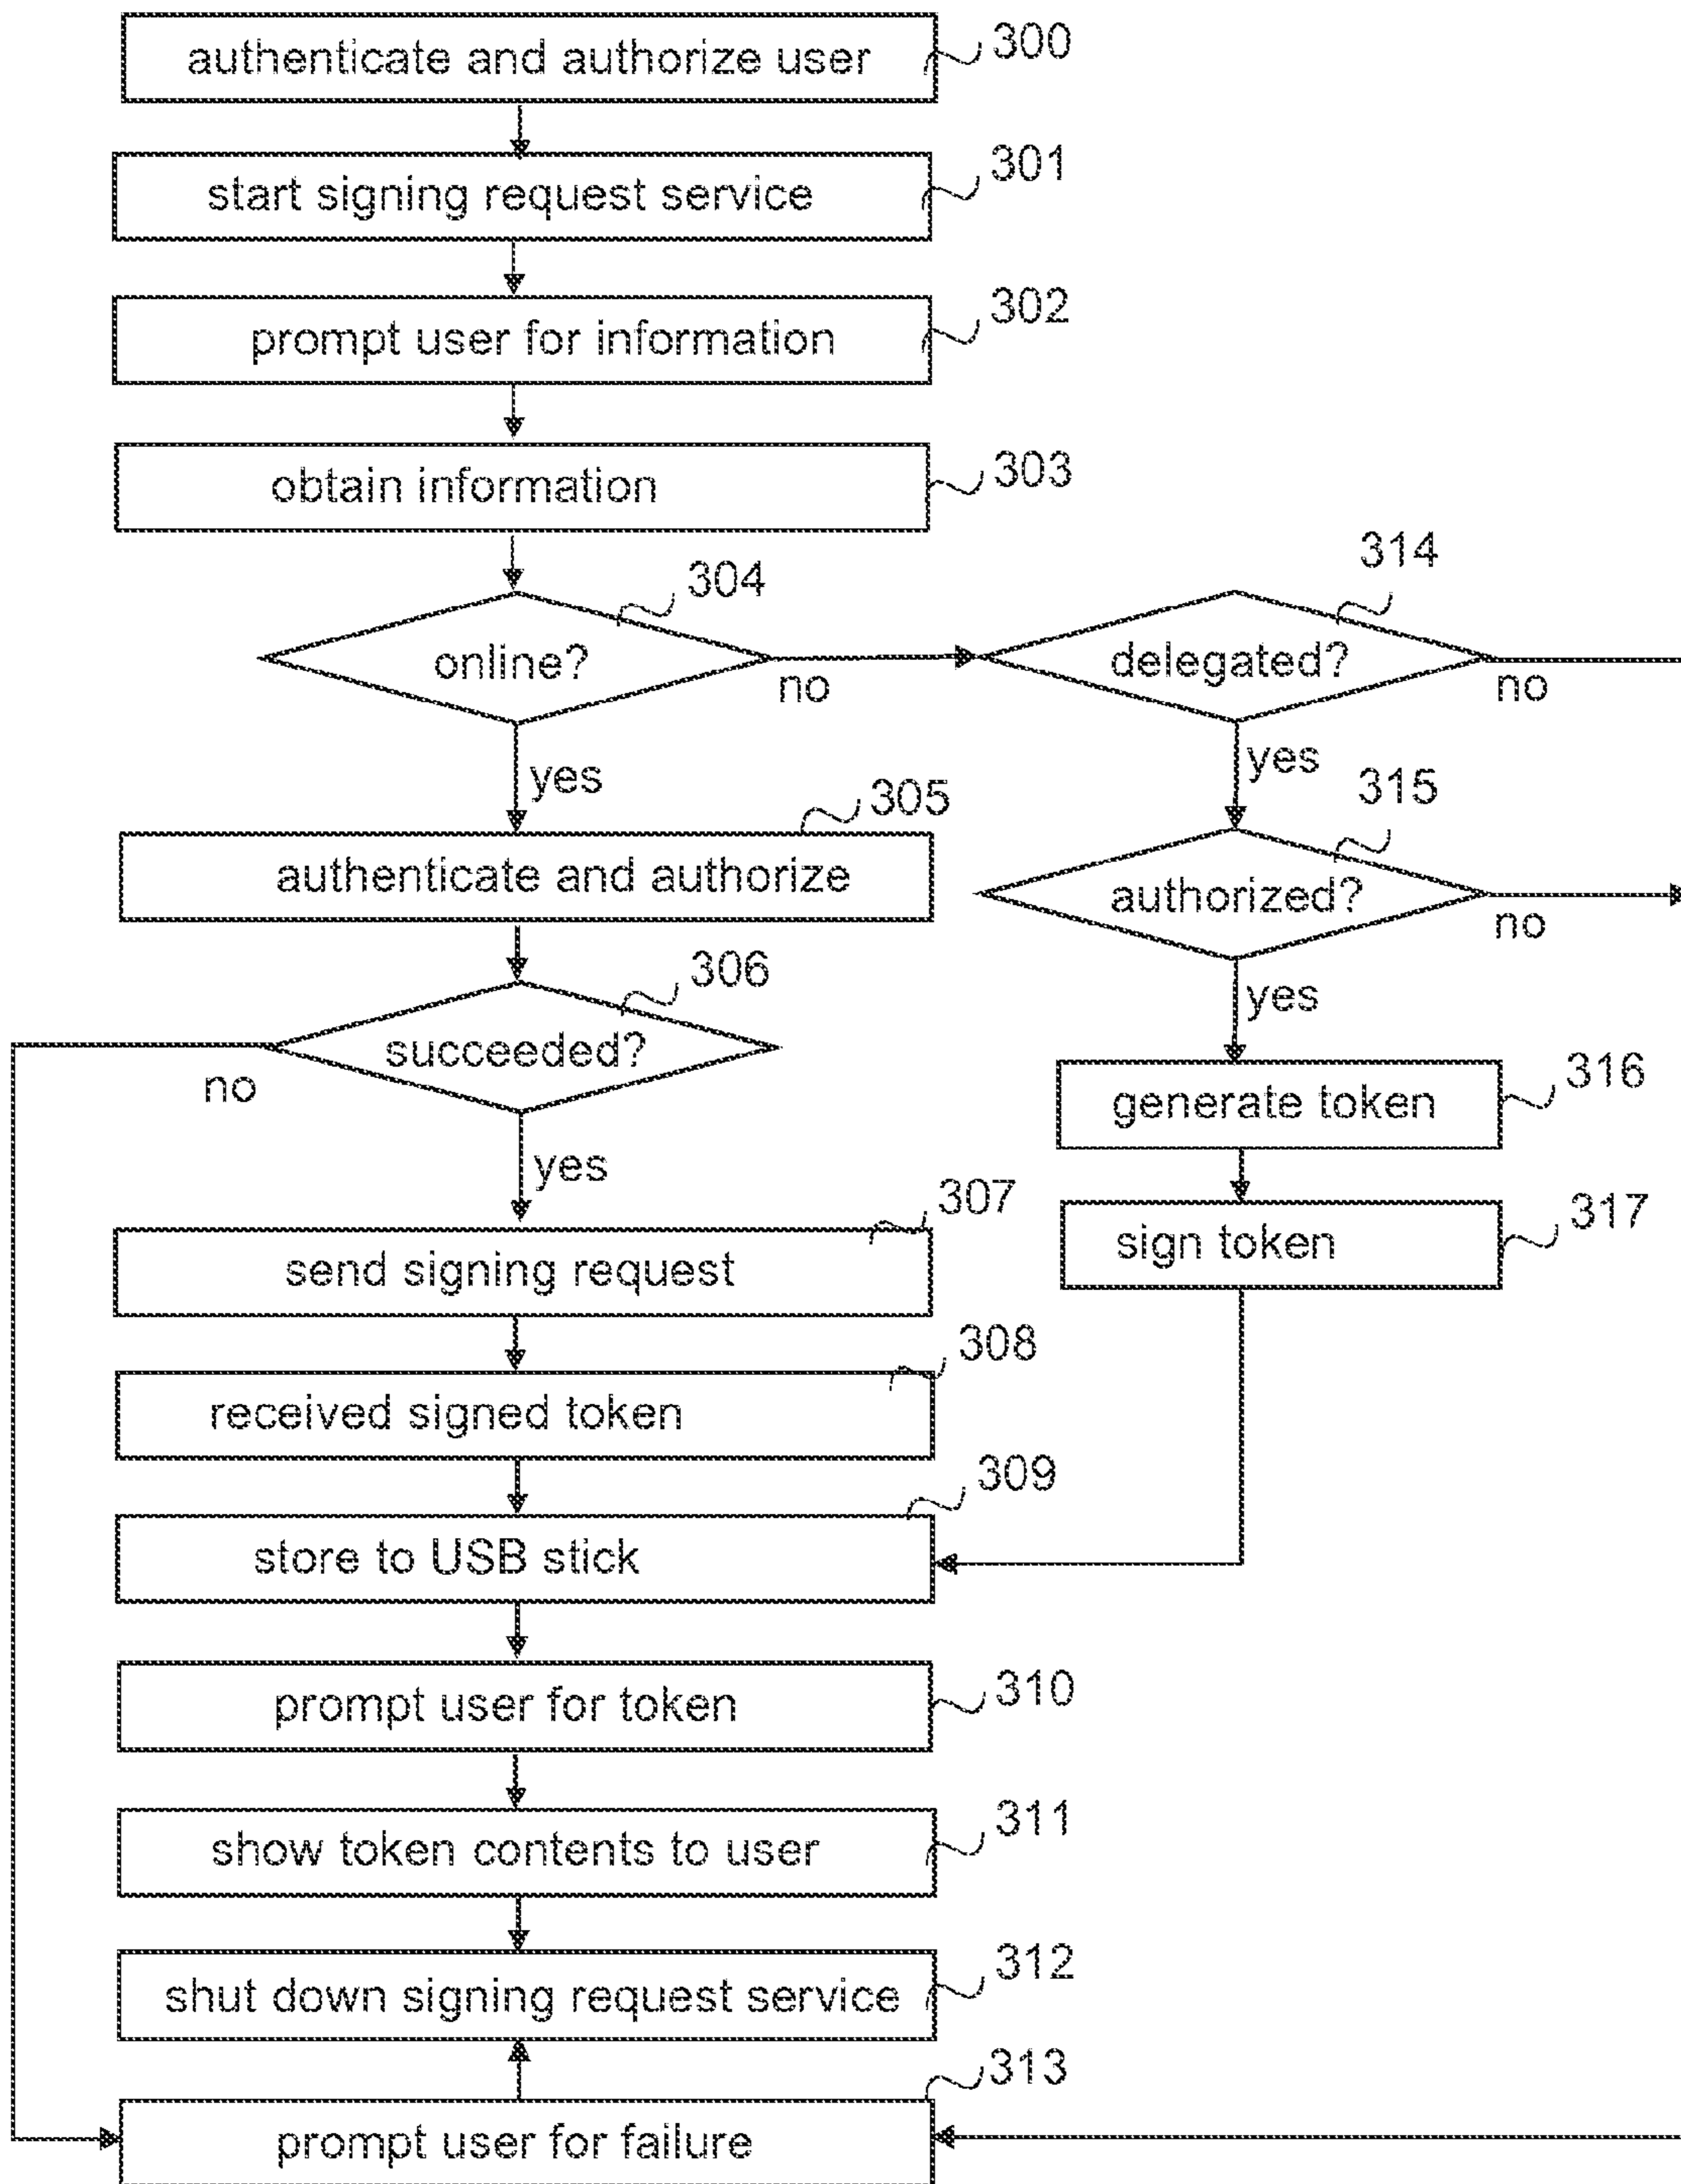 authenticate and authorize user 300
start signing request service 301
prompt user for information 302
obtain information 303
304
314
online?
no
delegated?
no
yes
yes
305
315
authenticate and authorize
authorized?
no
306
yes
succeeded?
no
316
generate token
yes
307
317
send signing request
sign token
308
received signed token
309
store to USB stick
prompt user for token 310
show token contents to user 311
shut down signing request service 312
313
prompt user for failure